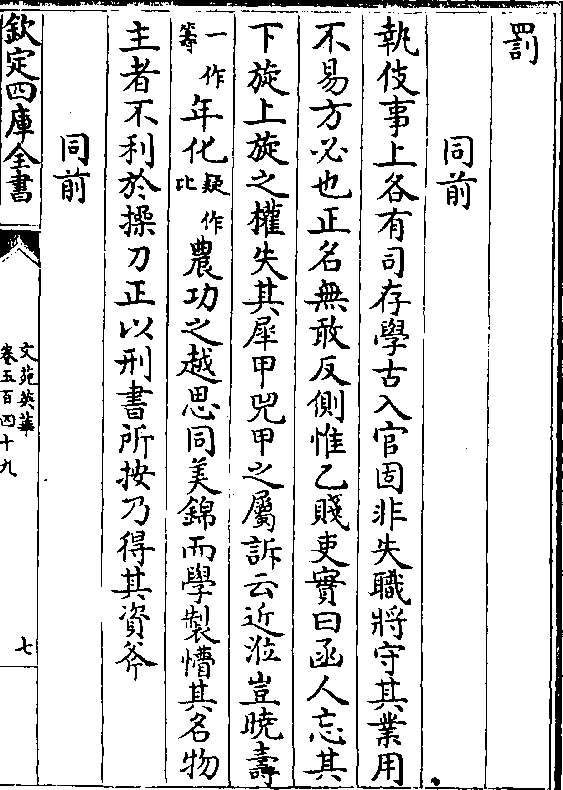 罰
同前
執伎事上各有司存學古入官固非失職將守其業用
不易方必也正名無敢反側惟乙賤吏實曰函人忘其
下旋上旋之權失其犀甲兕甲之屬訴云近涖豈曉壽
一作籌年化疑作比農功之越思同美錦而學製懵其名物
主者不利於操刀正以刑書所按乃得其資斧
同前
欽定四庫全書
文苑英華
卷五百四十九
七